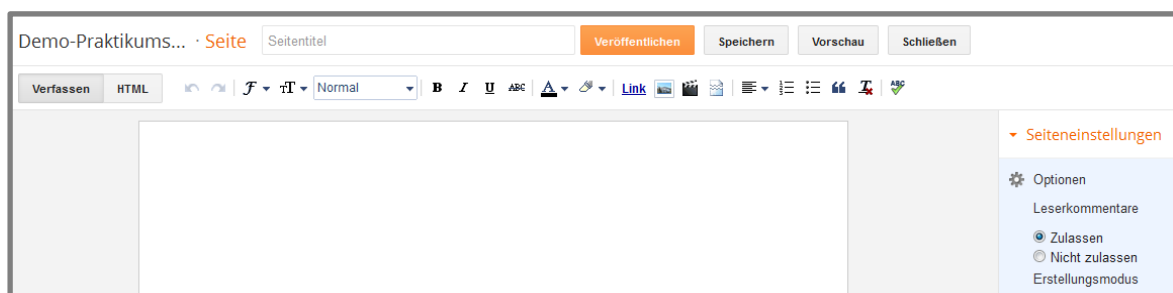 Demo-Praktikums... · Seite Seitentitel Veröffentlichen Speichern Vorschau Schließen
Verfassen HTML F T Normal B I U ABC A Link ABC
Seiteneinstellungen
Optionen
Leserkommentare
Zulassen
Nicht zulassen
Erstellungsmodus